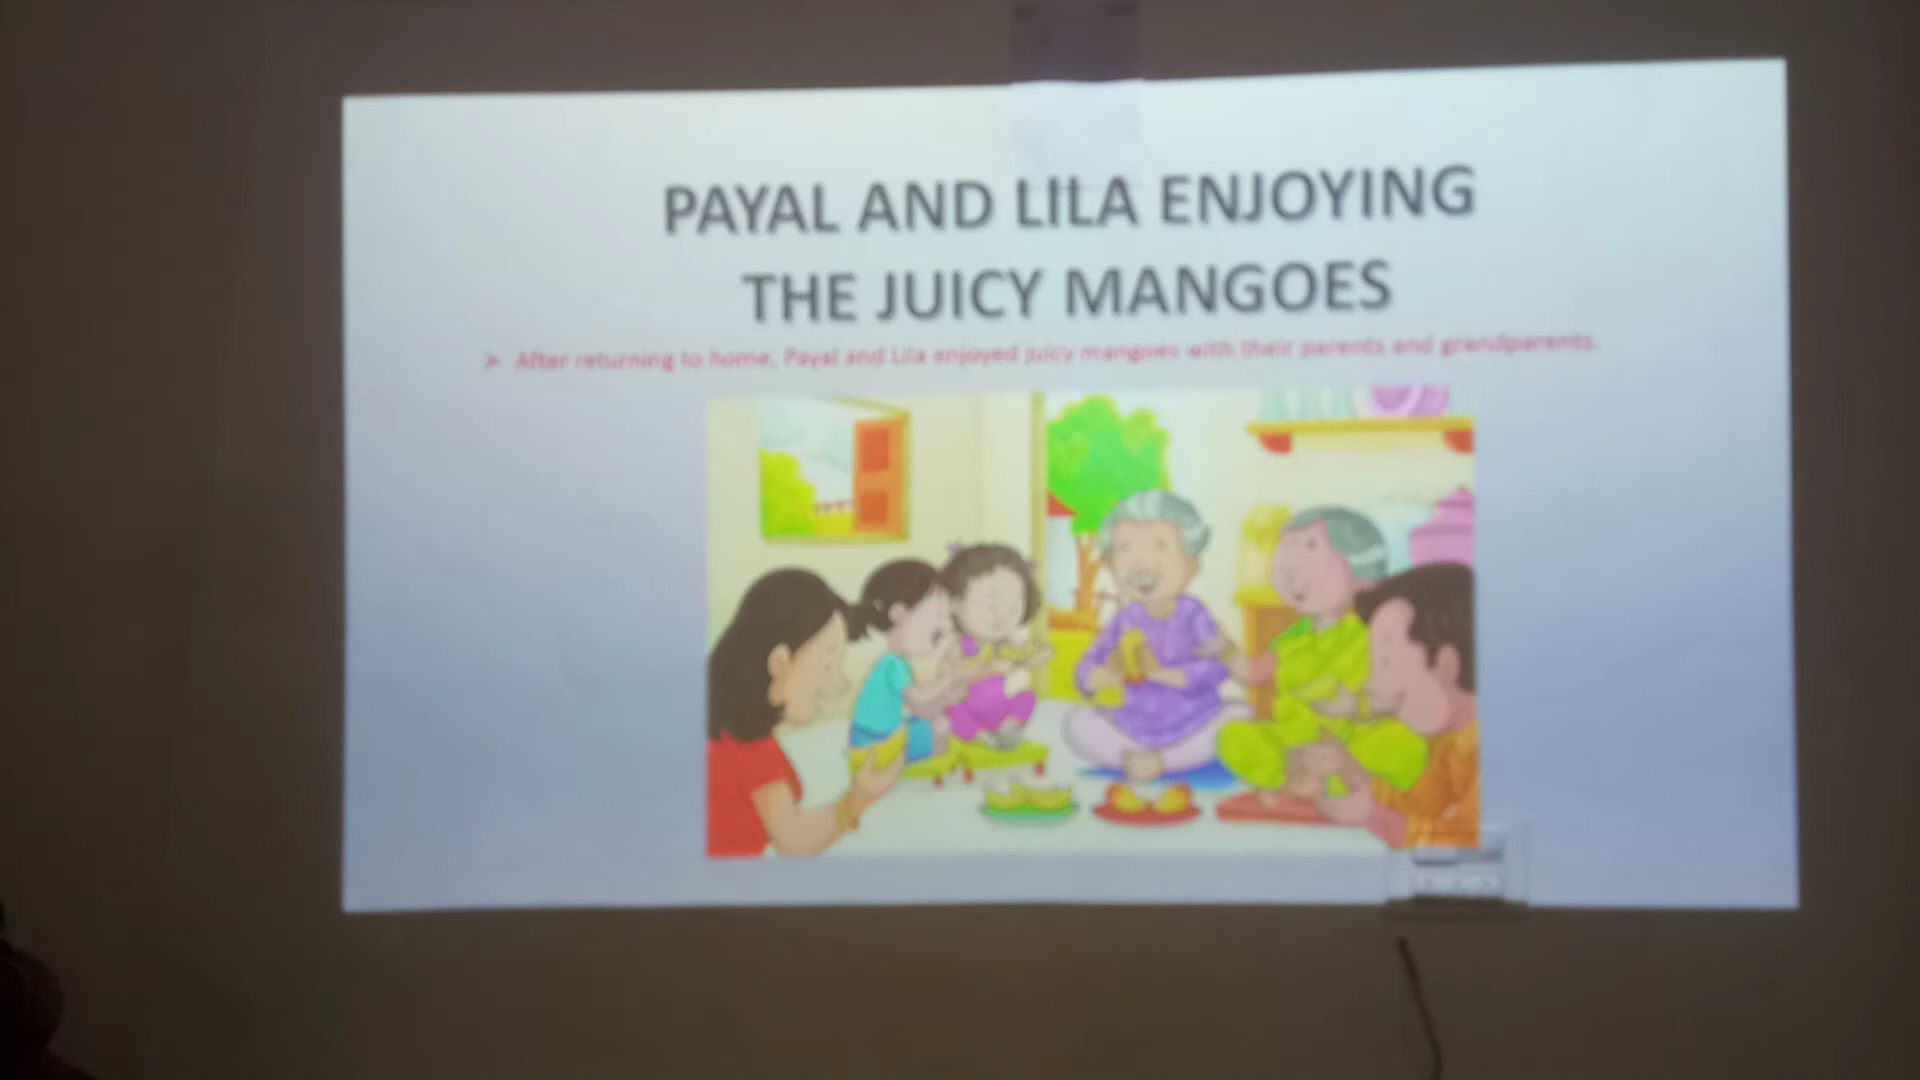 PAYAL AND LILA ENJOYING
THE JUICY MANGOES
➢ After returning to home, Payal and Lila enjoyed juicy mangoes with their parents and grandparents.